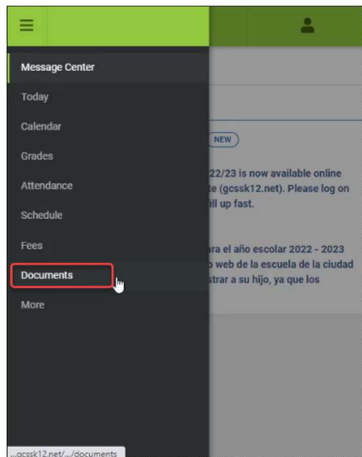 Message Center
Today
Calendar
NEW
Grades
22/23 is now available online
Attendance
(gcssk12.net). Please log on
fill up fast.
Schedule
Fees
para el año escolar 2022 - 2023
web de la escuela de la ciudad
Documents
strar a su hijo, ya que los
More
...gcssk12.net/.../documents